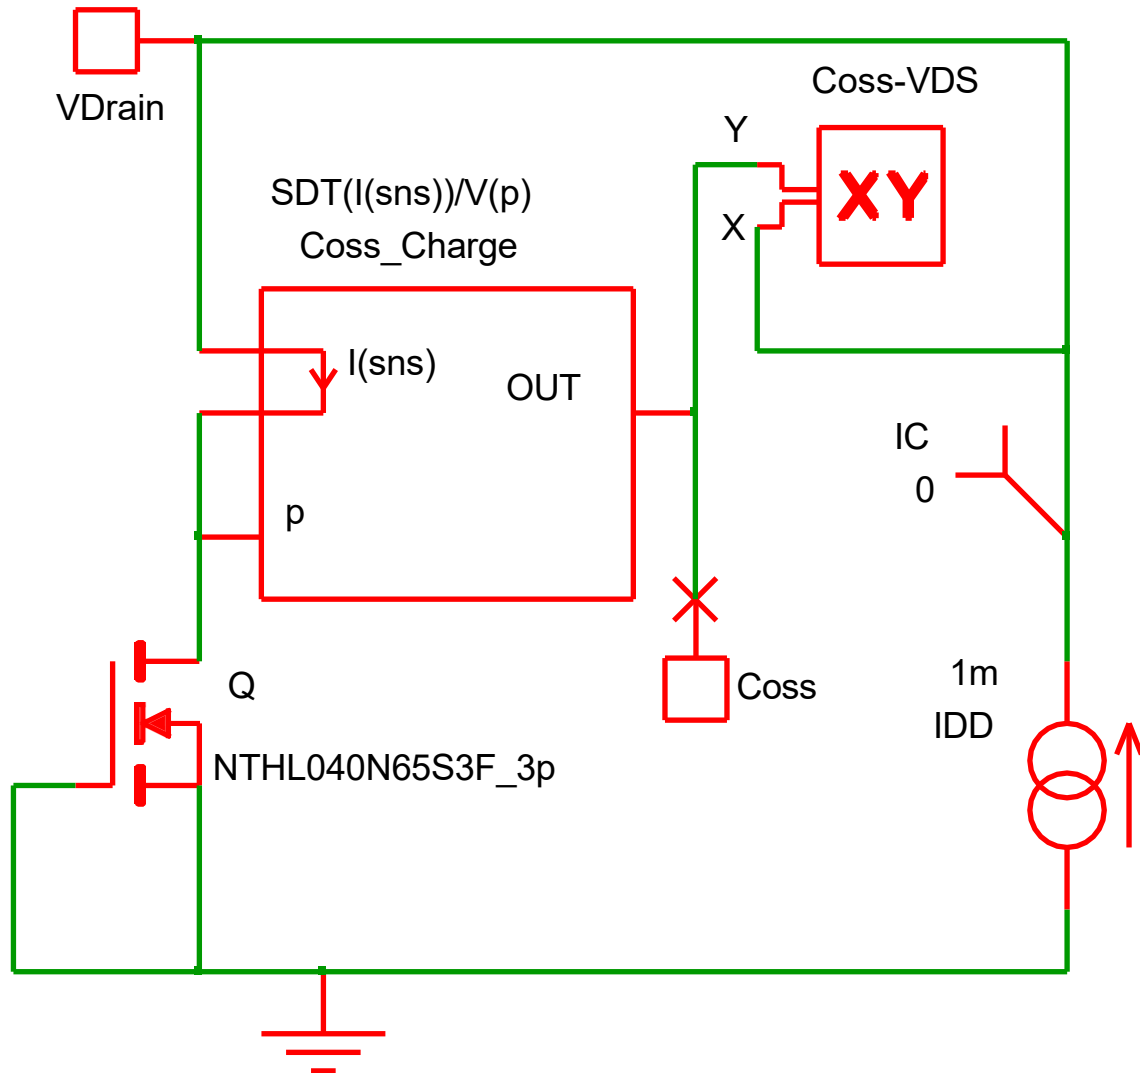 VDrain
Coss-VDS
Y
XY
X
SDT(I(sns))/V(p)
Coss_Charge
I(sns)
OUT
p
IC
0
Q
NTHL040N65S3F_3p
Coss
1m
IDD